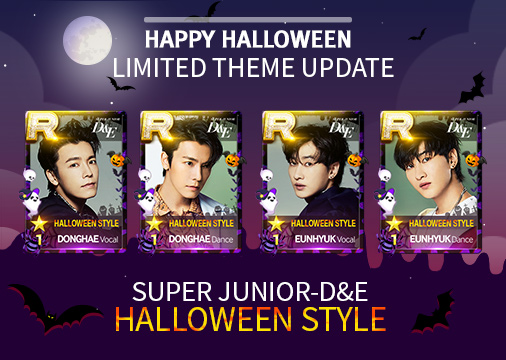 HAPPY HALLOWEEN
LIMITED THEME UPDATE
R
D&E
HALLOWEEN STYLE
1 DONGHAE Vocal
R
D&E
HALLOWEEN STYLE
1 DONGHAE Dance
R
D&E
HALLOWEEN STYLE
1 EUNHYUK Vocal
R
D&E
HALLOWEEN STYLE
1 EUNHYUK Dance
SUPER JUNIOR-D&E
HALLOWEEN STYLE